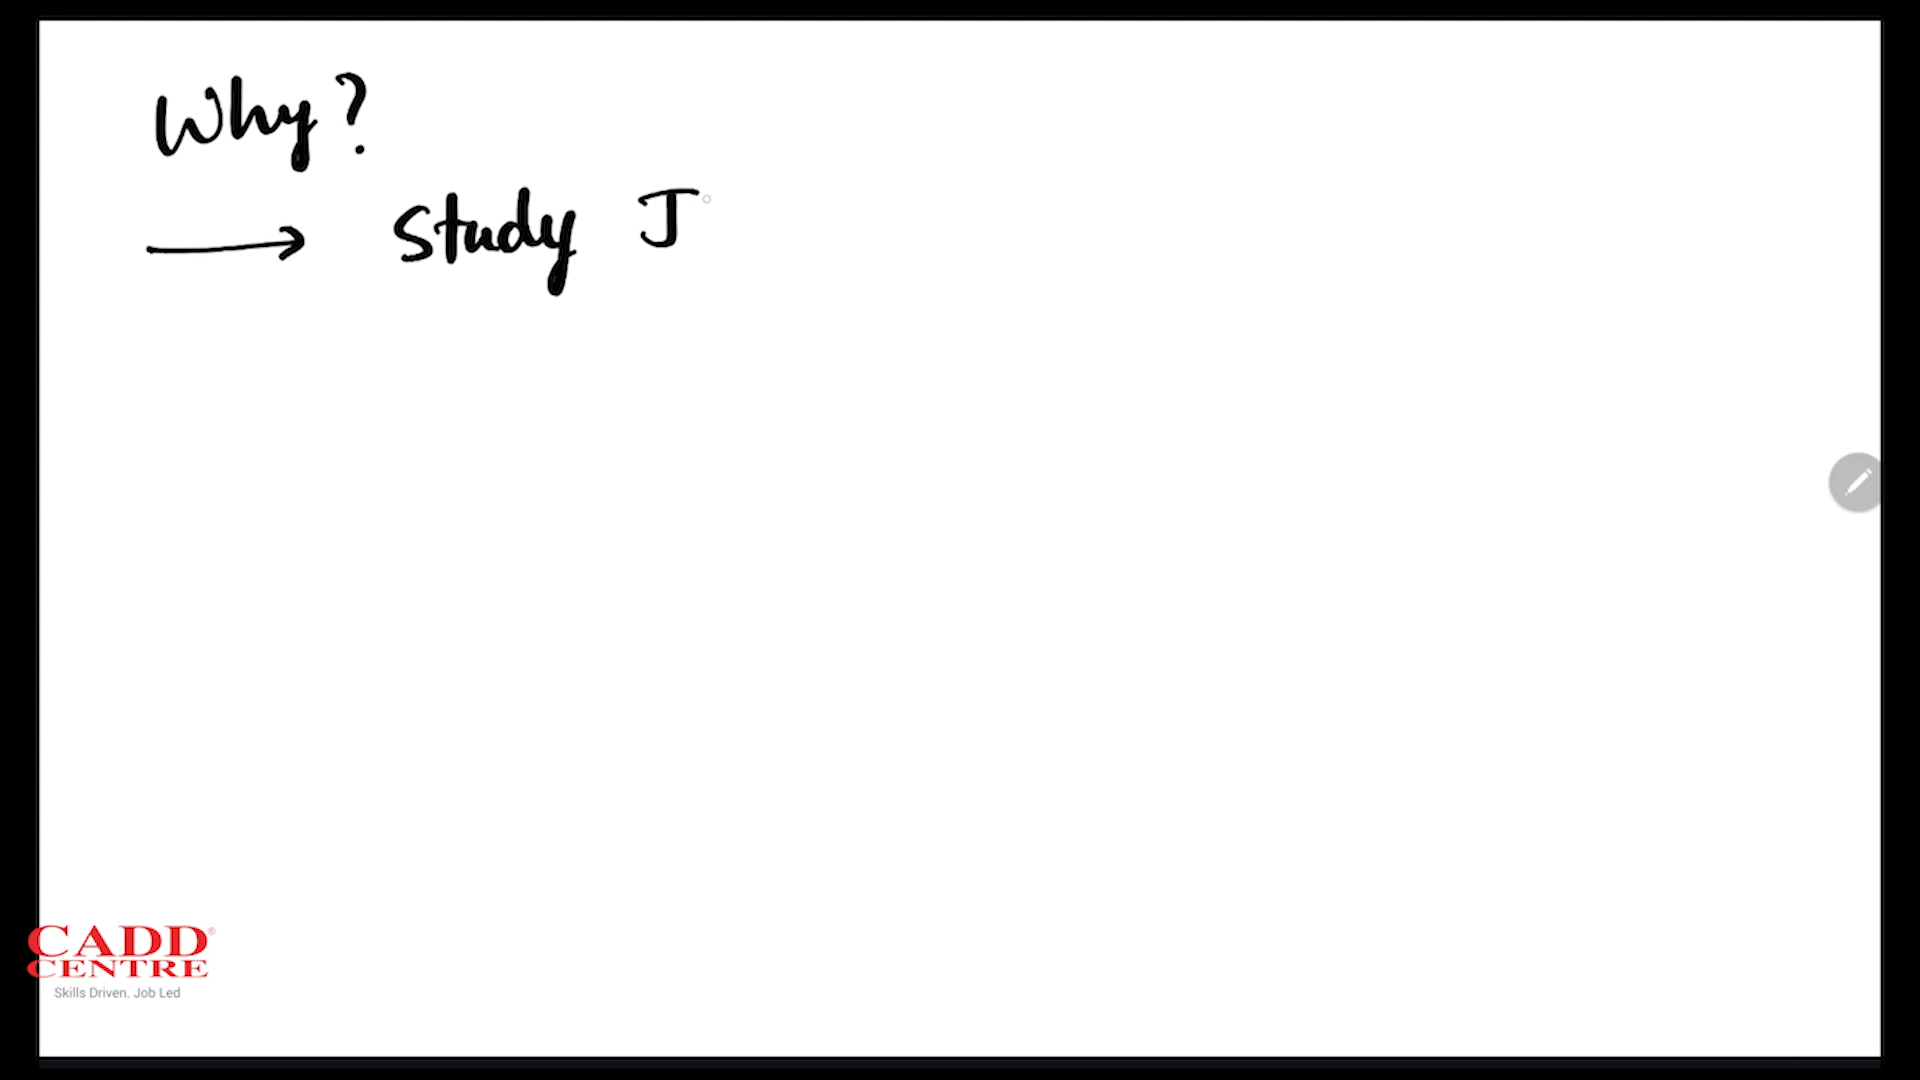 Why?
→ Study J
CADD®
CENTRE
Skills Driven. Job Led